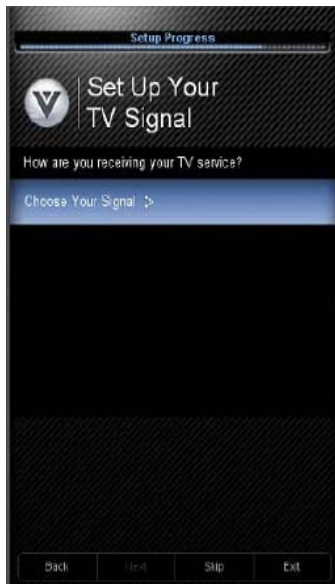 Setup Progress
Set Up Your
TV Signal
How are you receiving your TV service?
Choose Your Signal
Back Next Skip Exit